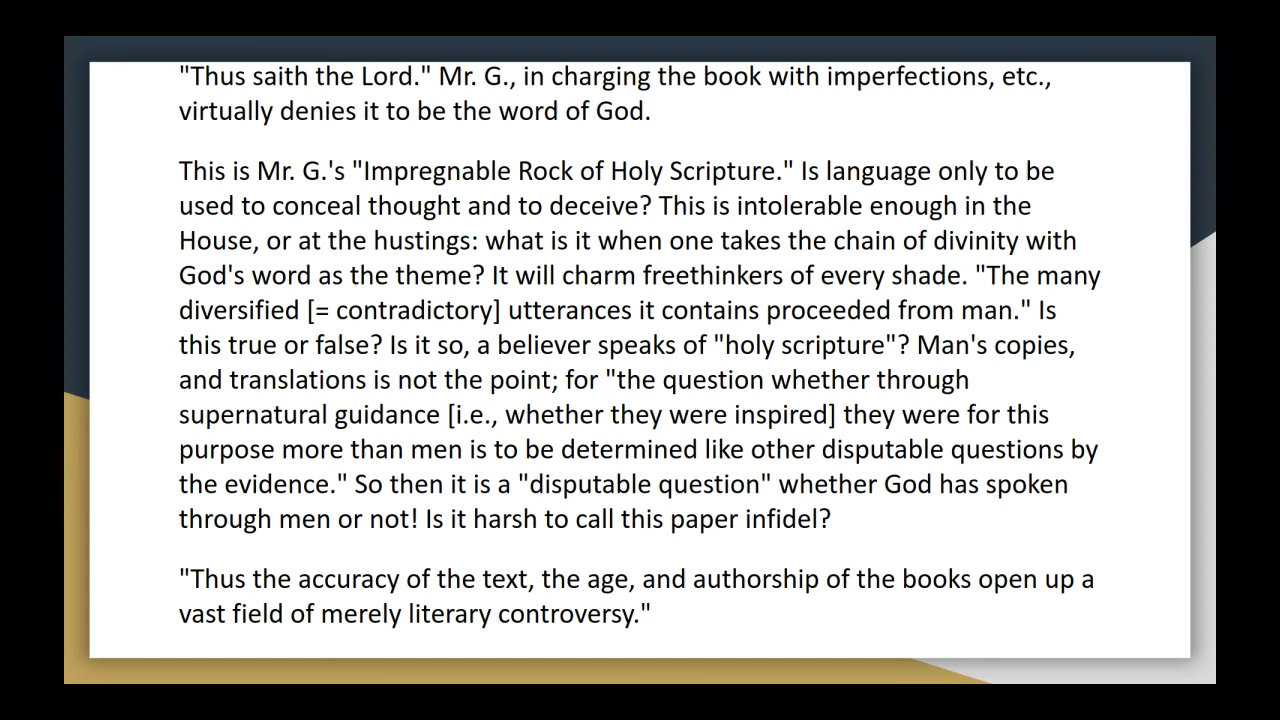 "Thus saith the Lord." Mr. G., in charging the book with imperfections, etc.,
virtually denies it to be the word of God.
This is Mr. G.'s "Impregnable Rock of Holy Scripture." Is language only to be
used to conceal thought and to deceive? This is intolerable enough in the
House, or at the hustings: what is it when one takes the chain of divinity with
God's word as the theme? It will charm freethinkers of every shade. "The many
diversified [= contradictory] utterances it contains proceeded from man." Is
this true or false? Is it so, a believer speaks of "holy scripture"? Man's copies,
and translations is not the point; for "the question whether through
supernatural guidance [i.e., whether they were inspired] they were for this
purpose more than men is to be determined like other disputable questions by
the evidence." So then it is a "disputable question" whether God has spoken
through men or not! Is it harsh to call this paper infidel?
"Thus the accuracy of the text, the age, and authorship of the books open up a
vast field of merely literary controversy."